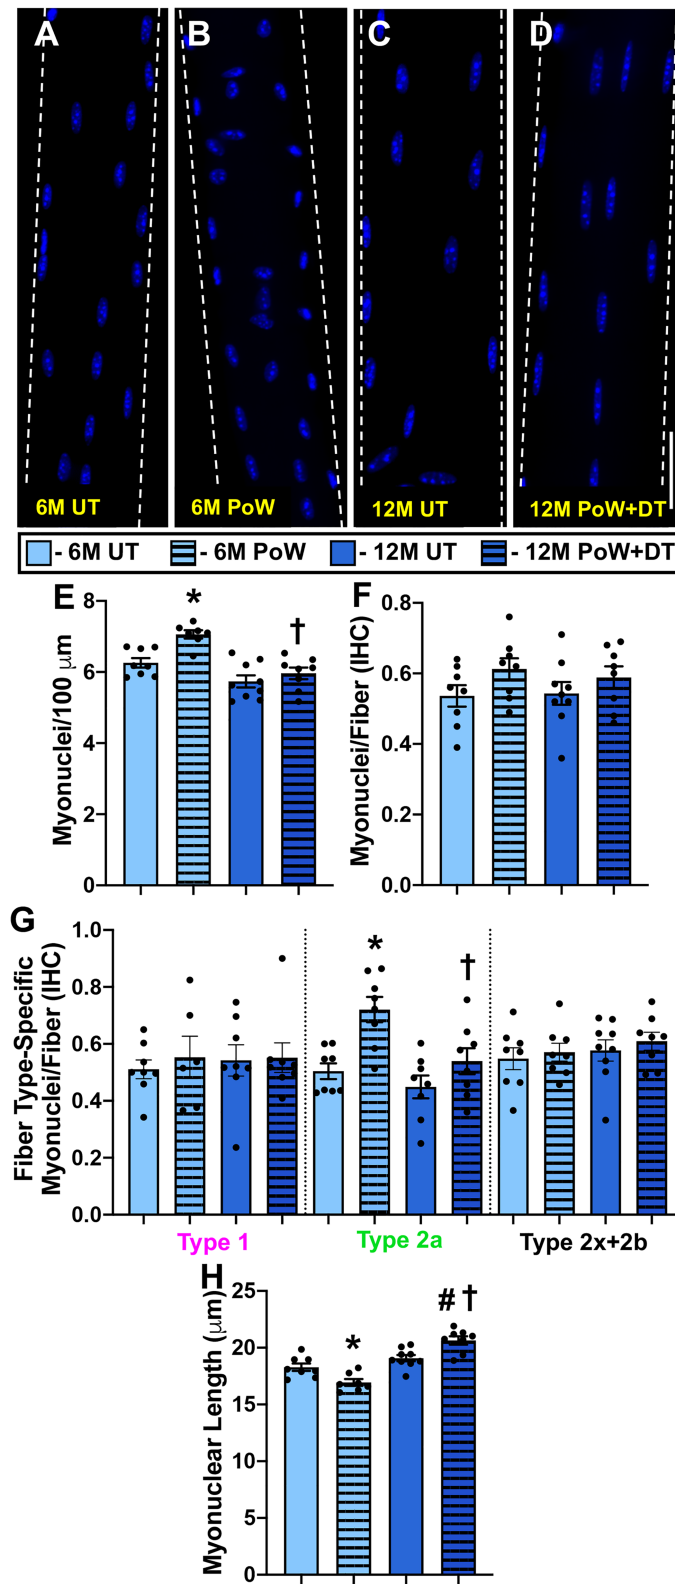 A B C D
6M UT 6M PoW 12M UT 12M PoW+DT
- 6M UT - 6M PoW - 12M UT - 12M PoW+DT
E
Myonuclei/100 μm
8
6
4
2
0
* †
F
Myonuclei/Fiber (IHC)
0.8
0.6
0.4
0.2
0.0
G
Fiber Type-Specific
Myonuclei/Fiber (IHC)
1.0
0.8
0.6
0.4
0.2
0.0
* †
Type 1 Type 2a Type 2x+2b
H
Myonuclear Length (μm)
25
20
15
10
5
0
* # †